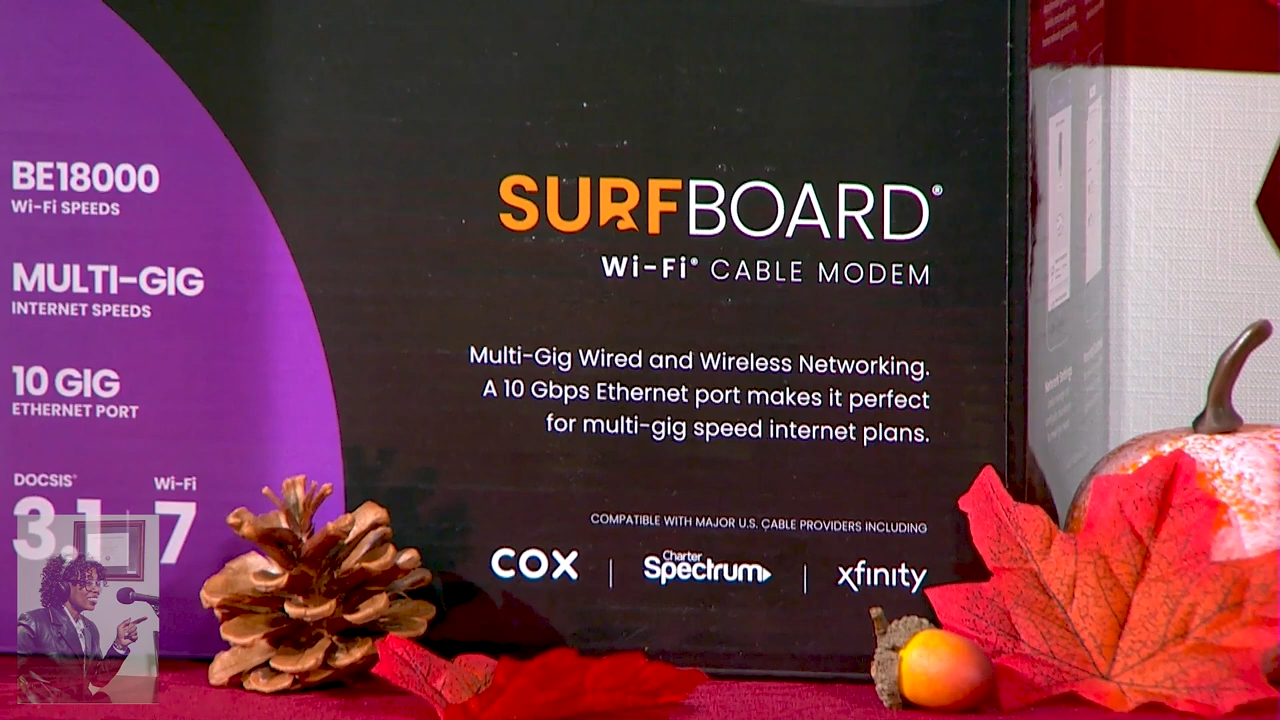 BE18000
Wi-Fi SPEEDS
MULTI-GIG
INTERNET SPEEDS
10 GIG
ETHERNET PORT
DOCSIS® Wi-Fi
3.1 7
SURFBOARD®
Wi-Fi® CABLE MODEM
Multi-Gig Wired and Wireless Networking.
A 10 Gbps Ethernet port makes it perfect
for multi-gig speed internet plans.
COMPATIBLE WITH MAJOR U.S. CABLE PROVIDERS INCLUDING
COX | Charter Spectrum | xfinity